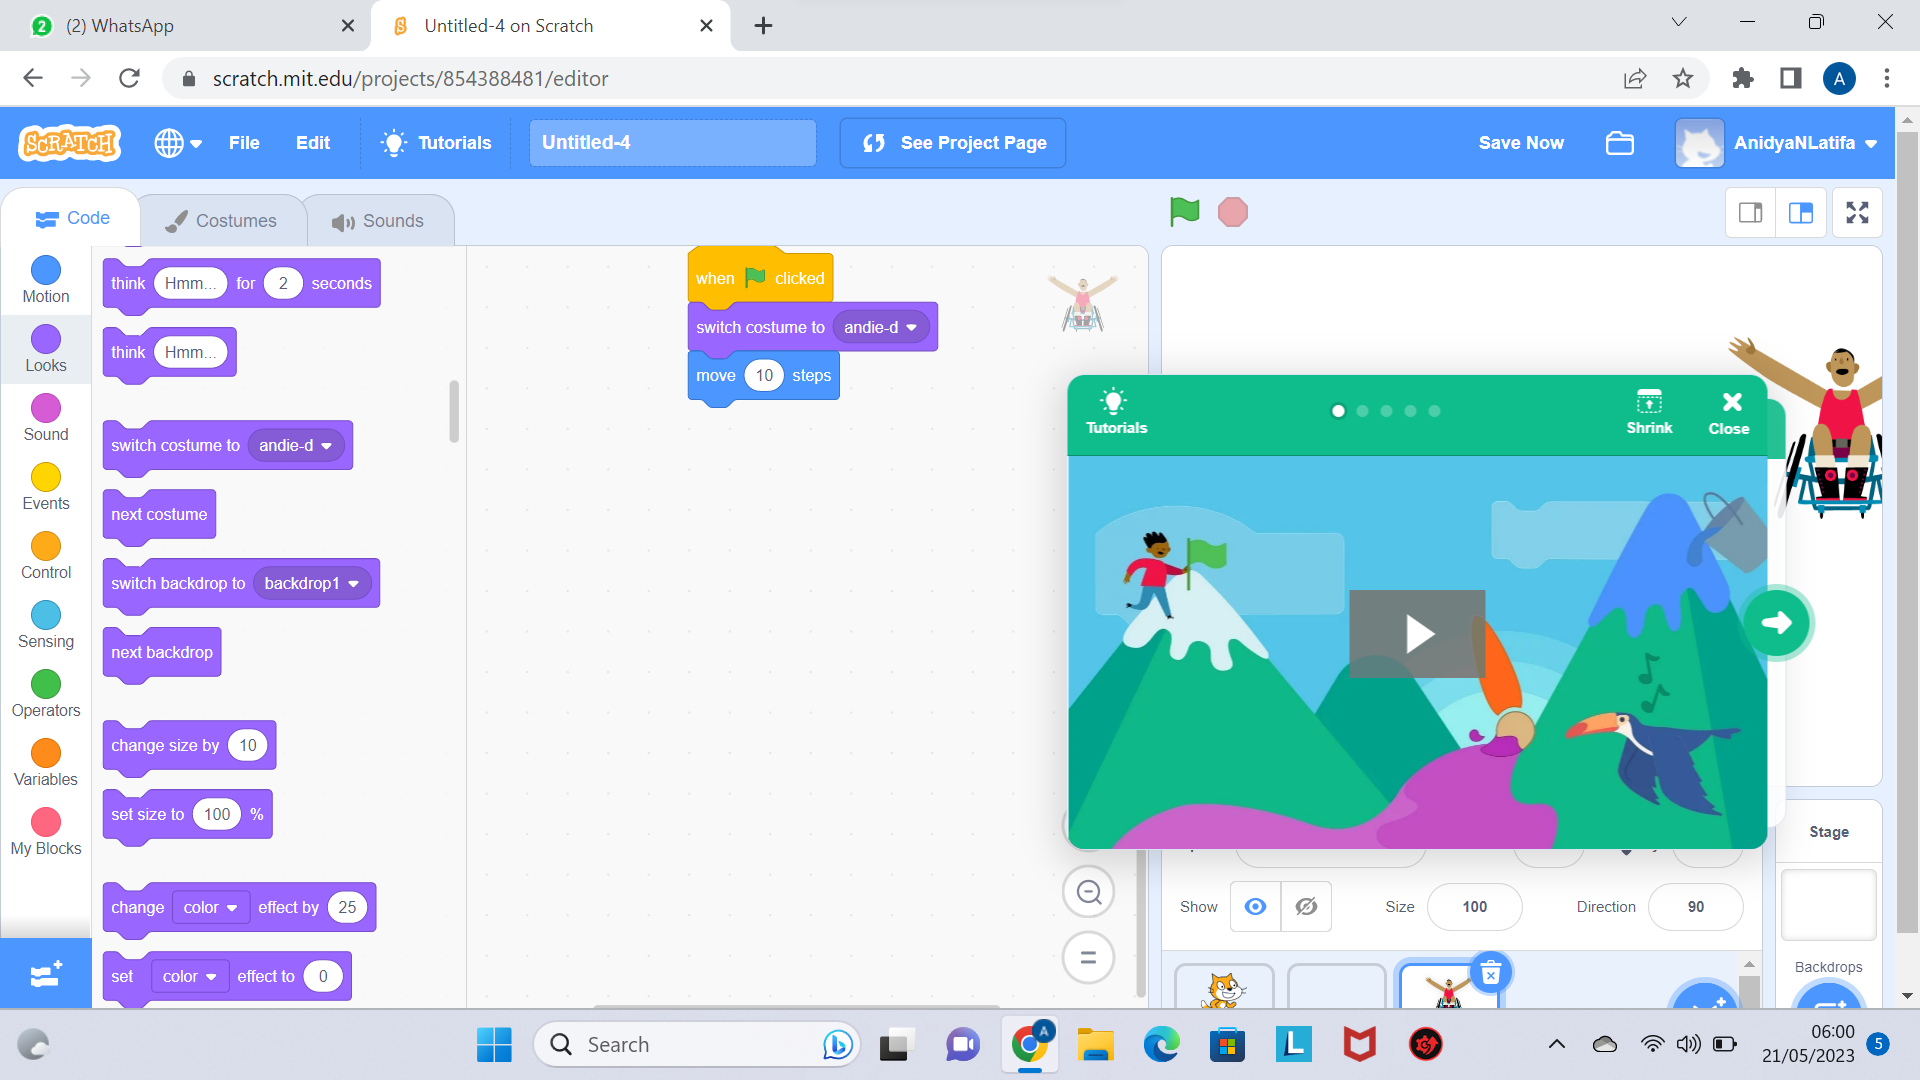 (2) WhatsApp
Untitled-4 on Scratch
scratch.mit.edu/projects/854388481/editor
A
SCRATCH
File
Edit
Tutorials
Untitled-4
See Project Page
Save Now
AnidyaNLatifa
Code
Costumes
Sounds
Motion
Looks
Sound
Events
Control
Sensing
Operators
Variables
My Blocks
think Hmm... for 2 seconds
think Hmm...
switch costume to andie-d
next costume
switch backdrop to backdrop1
next backdrop
change size by 10
set size to 100 %
change color effect by 25
set color effect to 0
when clicked
switch costume to andie-d
move 10 steps
Tutorials
Shrink
Close
Show
Size 100
Direction 90
Stage
Backdrops
Search
06:00
21/05/2023
5